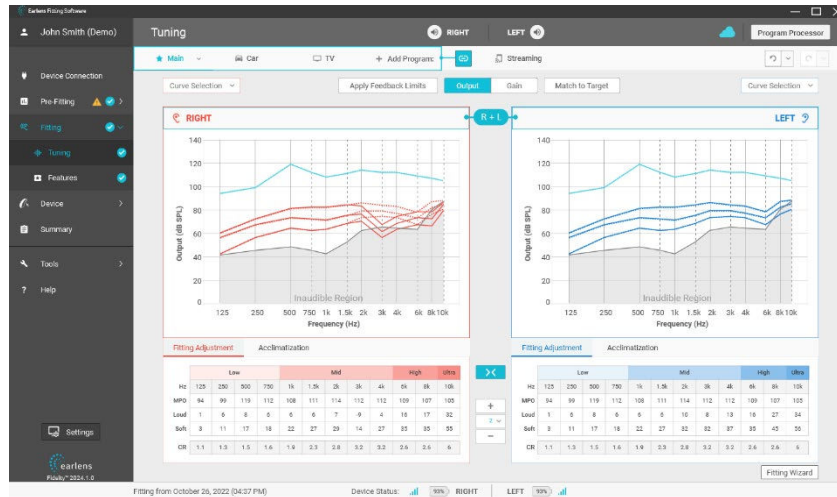 Earlens Fitting Software
John Smith (Demo)
Tuning
RIGHT
LEFT
Program Processor
Main
Car
TV
+ Add Program
Streaming
Device Connection
Pre-Fitting
Fitting
Tuning
Features
Device
Summary
Tools
? Help
Settings
earlens
Fidelity™ 2024.1.0
Curve Selection
Apply Feedback Limits
Output
Gain
Match to Target
Curve Selection
RIGHT
R + L
LEFT
Output (dB SPL)
140
120
100
80
60
40
20
0
Inaudible Region
125 250 500 750 1k 1.5k 2k 3k 4k 6k 8k 10k
Frequency (Hz)
Output (dB SPL)
140
120
100
80
60
40
20
0
Inaudible Region
125 250 500 750 1k 1.5k 2k 3k 4k 6k 8k 10k
Frequency (Hz)
Fitting Adjustment Acclimatization
Low Mid High Ultra
Hz 125 250 500 750 1k 1.5k 2k 3k 4k 6k 8k 10k
MPO 94 99 119 112 108 111 114 112 112 109 107 105
Loud 1 6 8 6 6 6 7 -9 4 16 17 32
Soft 3 11 17 18 22 27 29 14 27 35 35 55
CR 1.1 1.3 1.5 1.6 1.9 2.3 2.8 3.2 3.2 2.6 2.6 6
+
2
−
Fitting Adjustment Acclimatization
Low Mid High Ultra
Hz 125 250 500 750 1k 1.5k 2k 3k 4k 6k 8k 10k
MPO 94 99 119 112 108 111 114 112 112 109 107 105
Loud 1 6 8 6 6 6 10 8 13 16 27 34
Soft 3 11 17 18 22 27 32 32 37 35 45 56
CR 1.1 1.3 1.5 1.6 1.9 2.3 2.8 3.2 3.2 2.6 2.6 6
Fitting Wizard
Fitting from October 26, 2022 (04:37 PM)
Device Status:
93% RIGHT
LEFT 93%